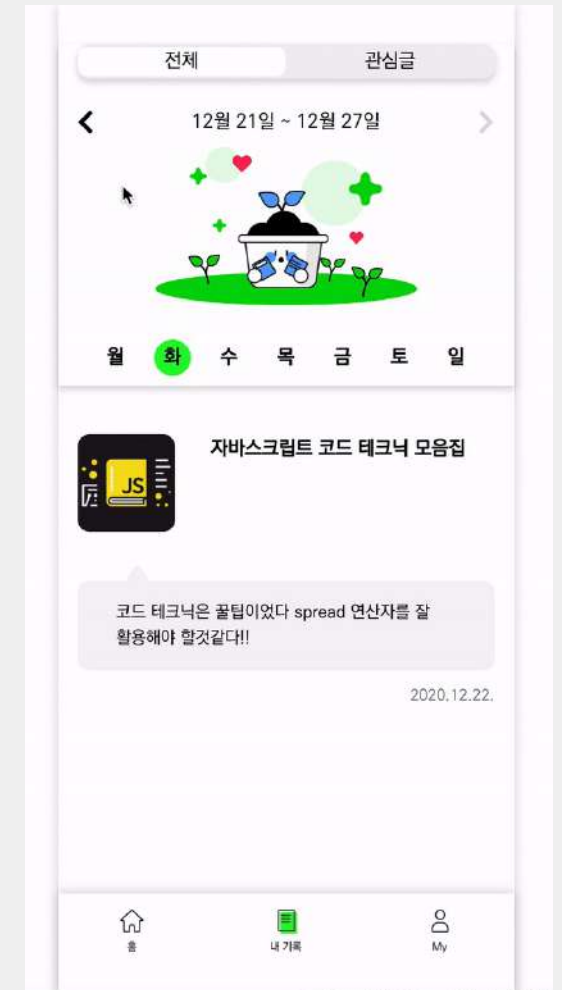 전체
관심글
12월 21일 ~ 12월 27일
월 화 수 목 금 토 일
JS
자바스크립트 코드 테크닉 모음집
코드 테크닉은 꿀팁이었다 spread 연산자를 잘
활용해야 할것같다!!
2020.12.22.
홈
내 기록
My